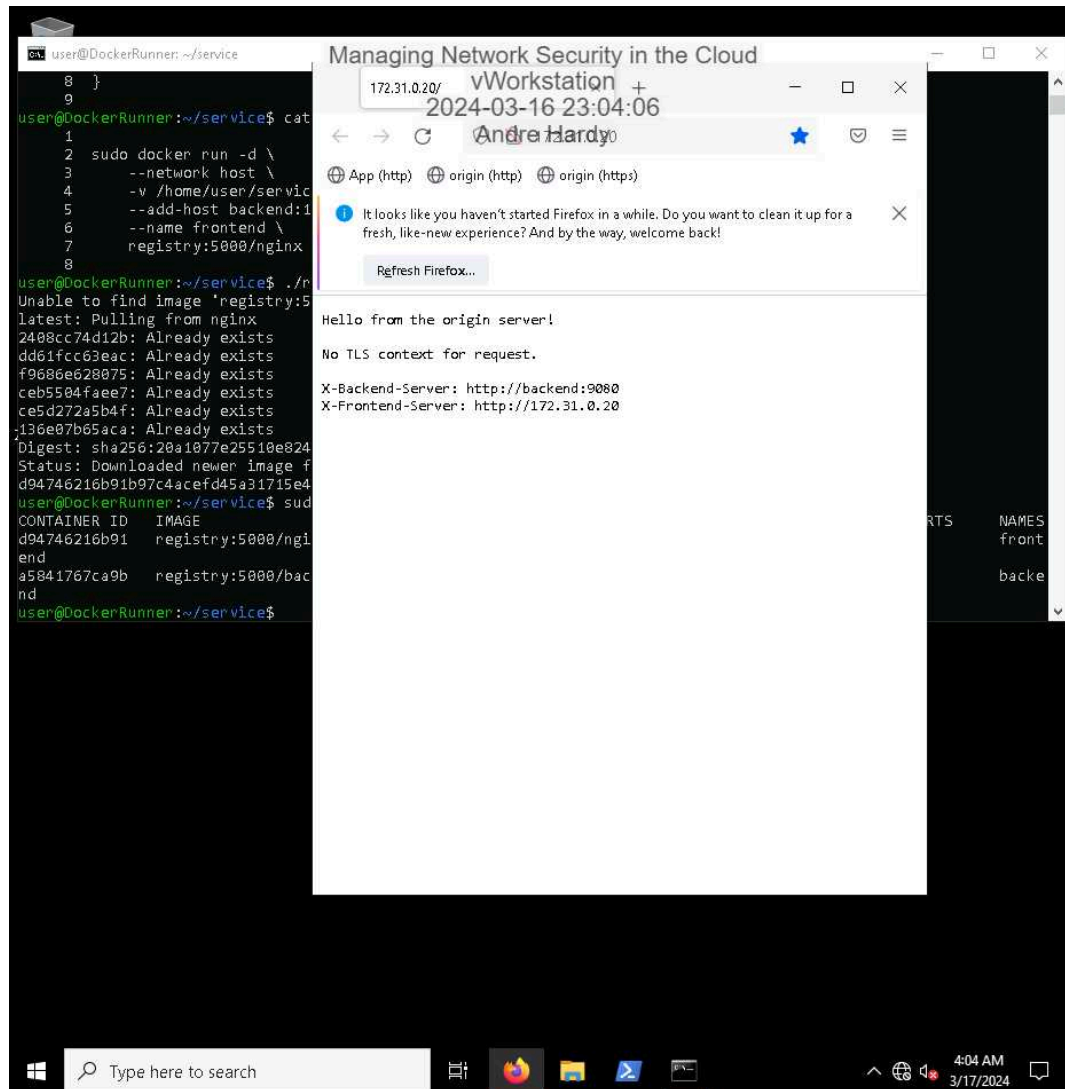 user@DockerRunner: ~/service
8 }
9
user@DockerRunner:~/service$ cat
1
2 sudo docker run -d \
3 --network host \
4 -v /home/user/servic
5 --add-host backend:1
6 --name frontend \
7 registry:5000/nginx
8
user@DockerRunner:~/service$ ./r
Unable to find image 'registry:5
latest: Pulling from nginx
2408cc74d12b: Already exists
dd61fcc63eac: Already exists
f9686e628075: Already exists
ceb5504faee7: Already exists
ce5d272a5b4f: Already exists
136e07b65aca: Already exists
Digest: sha256:20a1077e25510e824
Status: Downloaded newer image f
d94746216b91b97c4acefd45a31715e4
user@DockerRunner:~/service$ sud
CONTAINER ID IMAGE RTS NAMES
d94746216b91 registry:5000/ngi front
end
a5841767ca9b registry:5000/bac backe
nd
user@DockerRunner:~/service$
Managing Network Security in the Cloud
vWorkstation
2024-03-16 23:04:06
Andre Hardy
172.31.0.20/
App (http) origin (http) origin (https)
It looks like you haven't started Firefox in a while. Do you want to clean it up for a
fresh, like-new experience? And by the way, welcome back!
Refresh Firefox...
Hello from the origin server!
No TLS context for request.
X-Backend-Server: http://backend:9080
X-Frontend-Server: http://172.31.0.20
Type here to search
4:04 AM
3/17/2024